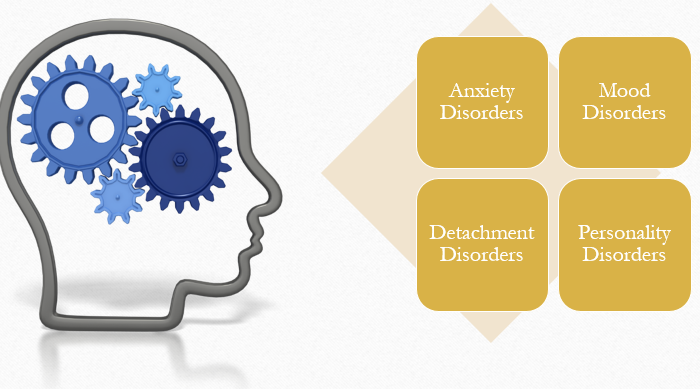 Anxiety
Disorders
Mood
Disorders
Detachment
Disorders
Personality
Disorders